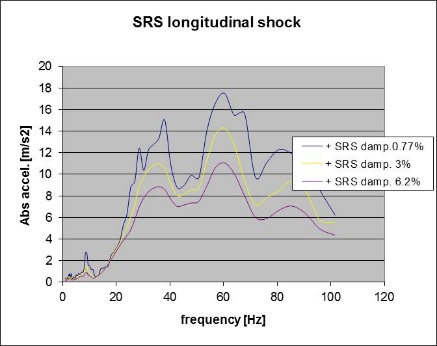 SRS longitudinal shock
Abs accel. [m/s2]
20
18
16
14
12
10
8
6
4
2
0
0 20 40 60 80 100 120
frequency [Hz]
+ SRS damp.0.77%
+ SRS damp. 3%
+ SRS damp. 6.2%